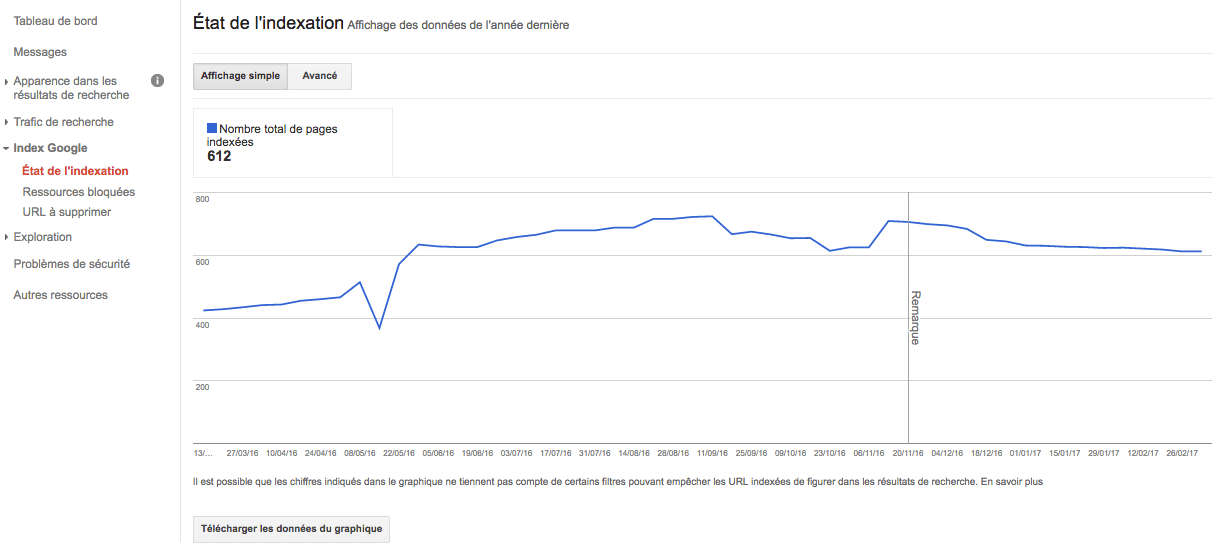 Tableau de bord
Messages
Apparence dans les
résultats de recherche
i
Trafic de recherche
Index Google
État de l'indexation
Ressources bloquées
URL à supprimer
Exploration
Problèmes de sécurité
Autres ressources
État de l'indexation Affichage des données de l'année dernière
Affichage simple Avancé
Nombre total de pages
indexées
612
800
600
400
200
Remarque
13/... 27/03/16 10/04/16 24/04/16 08/05/16 22/05/16 05/06/16 19/06/16 03/07/16 17/07/16 31/07/16 14/08/16 28/08/16 11/09/16 25/09/16 09/10/16 23/10/16 06/11/16 20/11/16 04/12/16 18/12/16 01/01/17 15/01/17 29/01/17 12/02/17 26/02/17
Il est possible que les chiffres indiqués dans le graphique ne tiennent pas compte de certains filtres pouvant empêcher les URL indexées de figurer dans les résultats de recherche. En savoir plus
Télécharger les données du graphique